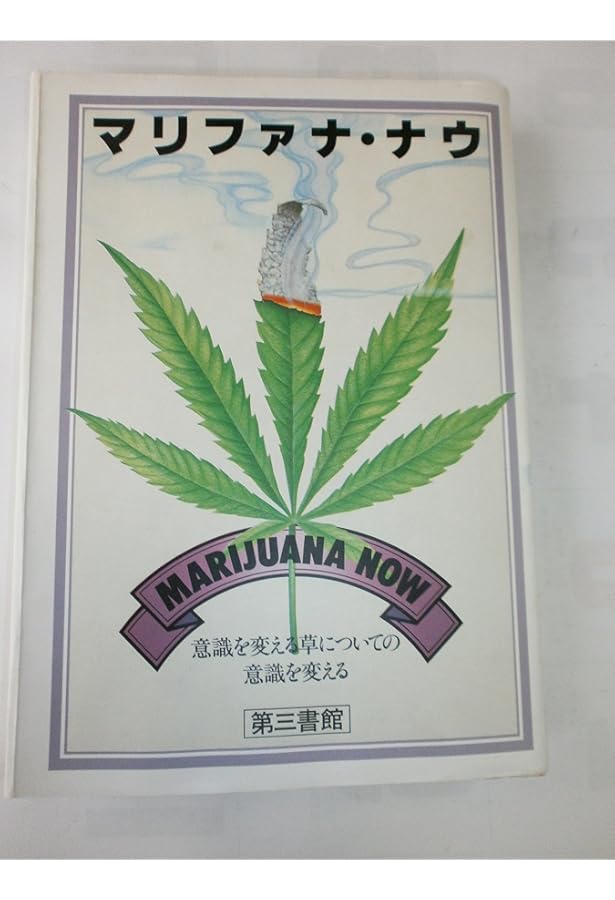 マリファナ・ナウ
MARIJUANA NOW
意識を変える草についての
意識を変える
第三書館